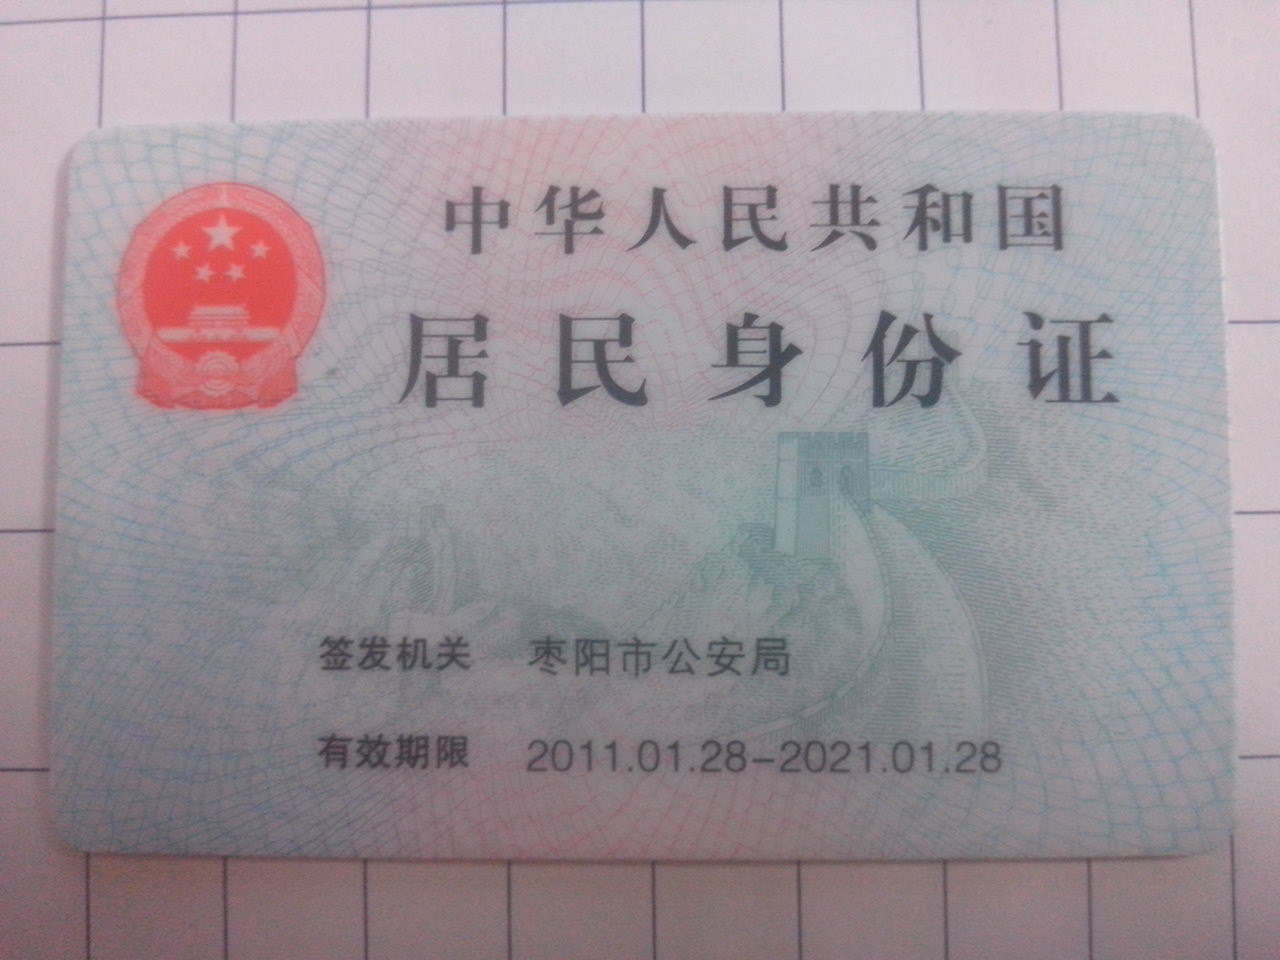 中华人民共和国
居民身份证
签发机关 枣阳市公安局
有效期限 2011.01.28-2021.01.28